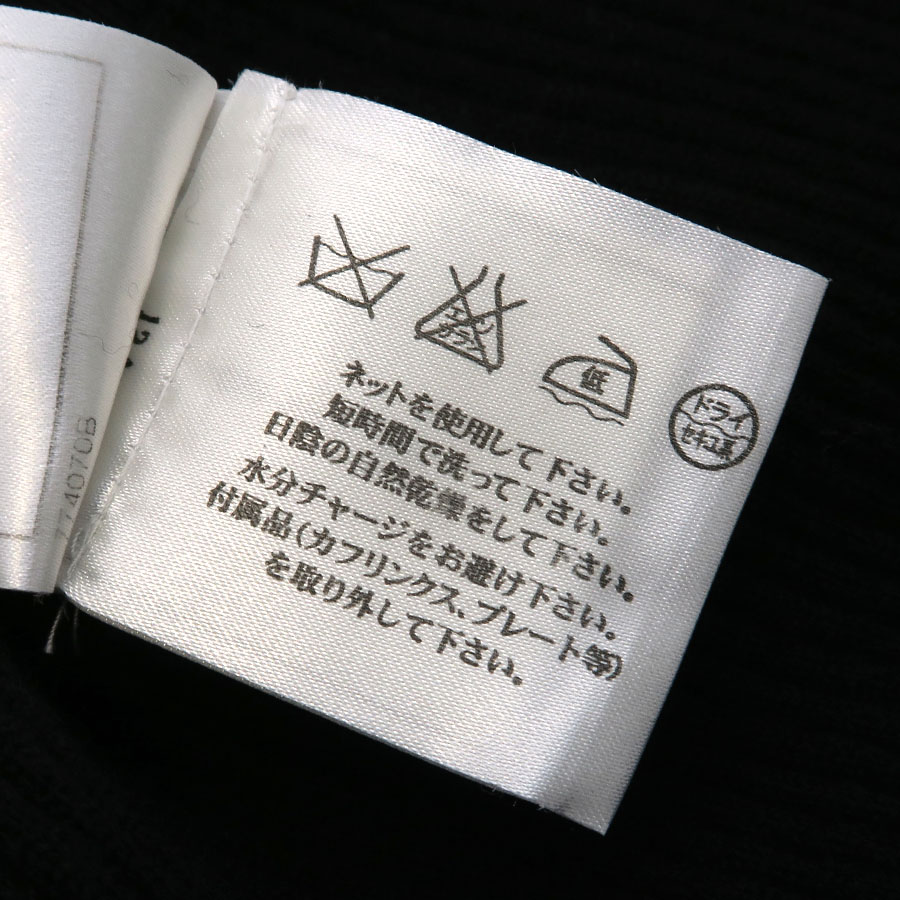 エンソ
サラシ
低
ドライ
セキユ系
ネットを使用して下さい。
短時間で洗って下さい。
日陰の自然乾燥をして下さい。
水分チャージをお避け下さい。
付属品(カフリンクス、プレート等)
を取り外して下さい。
74070B